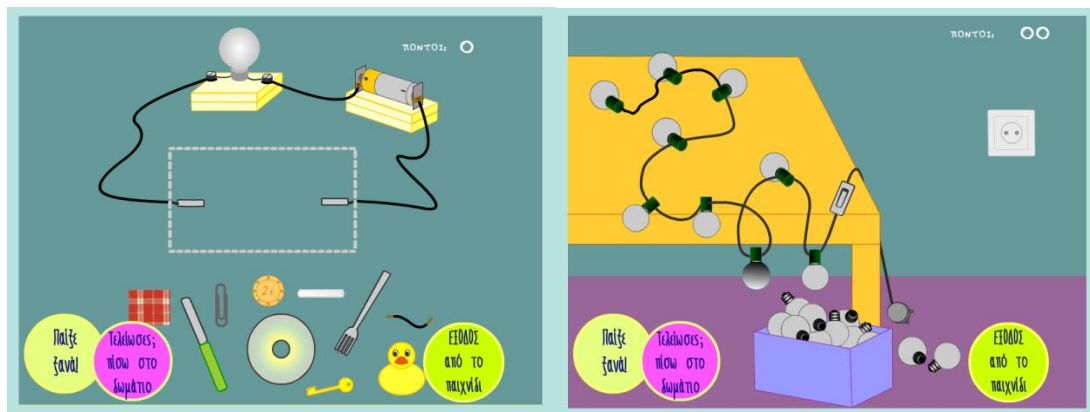 ΠΟΝΤΟΙ:
2€
Παίξε
ξανά!
Τελείωσες;
πίσω στο
δωμάτιο
ΕΞΟΔΟΣ
από το
παιχνίδι
ΠΟΝΤΟΙ:
Παίξε
ξανά!
Τελείωσες;
πίσω στο
δωμάτιο
ΕΞΟΔΟΣ
από το
παιχνίδι